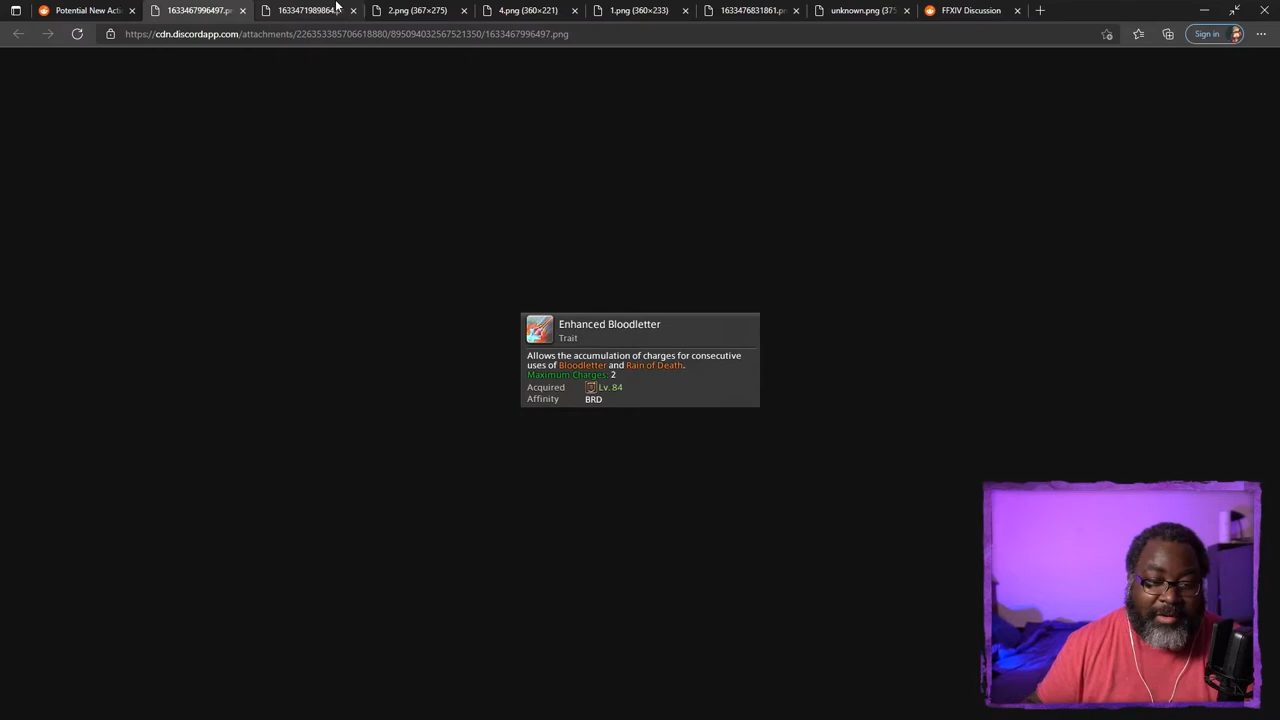 Potential New Acti
1633467996497.pn
1633471989864.
2.png (367×275)
4.png (360×221)
1.png (360×233)
1633476831861.pn
unknown.png (375
FFXIV Discussion
https://cdn.discordapp.com/attachments/226353385706618880/895094032567521350/1633467996497.png
Sign in
Enhanced Bloodletter
Trait
Allows the accumulation of charges for consecutive
uses of Bloodletter and Rain of Death.
Maximum Charges: 2
Acquired Lv. 84
Affinity BRD